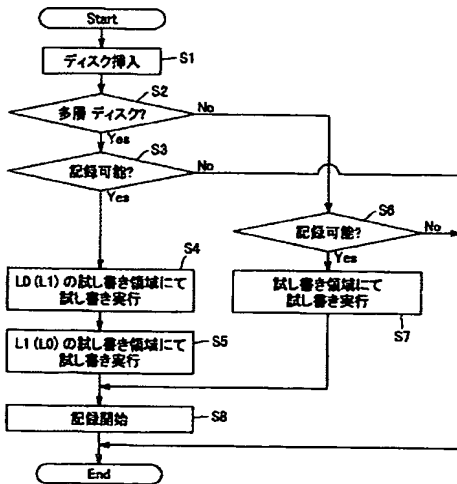 Start
ディスク挿入
S1
多層 ディスク?
S2
No
Yes
記録可能?
S3
No
Yes
記録可能?
S6
No
Yes
L0(L1)の試し書き領域にて
試し書き実行
S4
試し書き領域にて
試し書き実行
S7
L1(L0)の試し書き領域にて
試し書き実行
S5
記録開始
S8
End